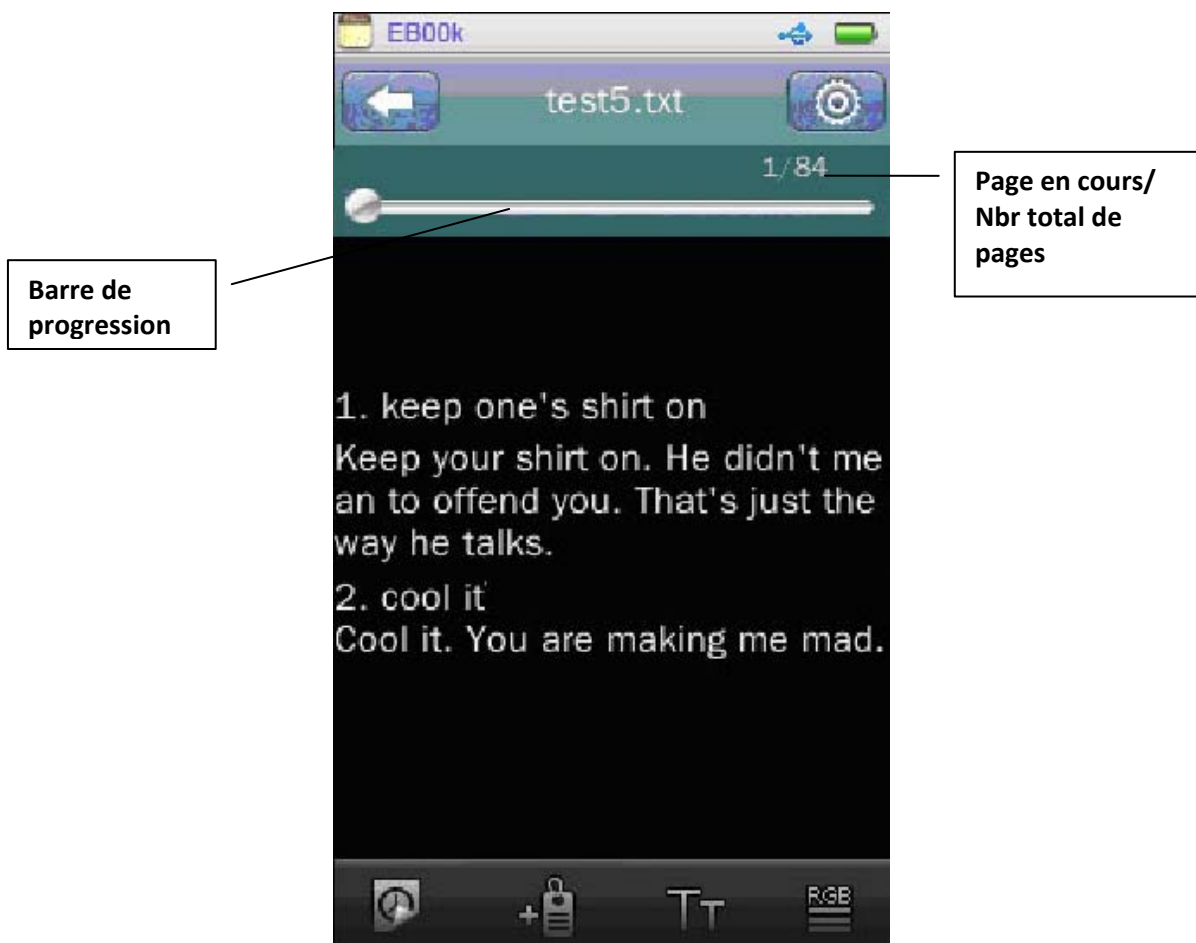 EB00k
test5.txt
1/84
Page en cours/
Nbr total de
pages
Barre de
progression
1. keep one's shirt on
Keep your shirt on. He didn't me
an to offend you. That's just the
way he talks.
2. cool it
Cool it. You are making me mad.
+
TT
RGB